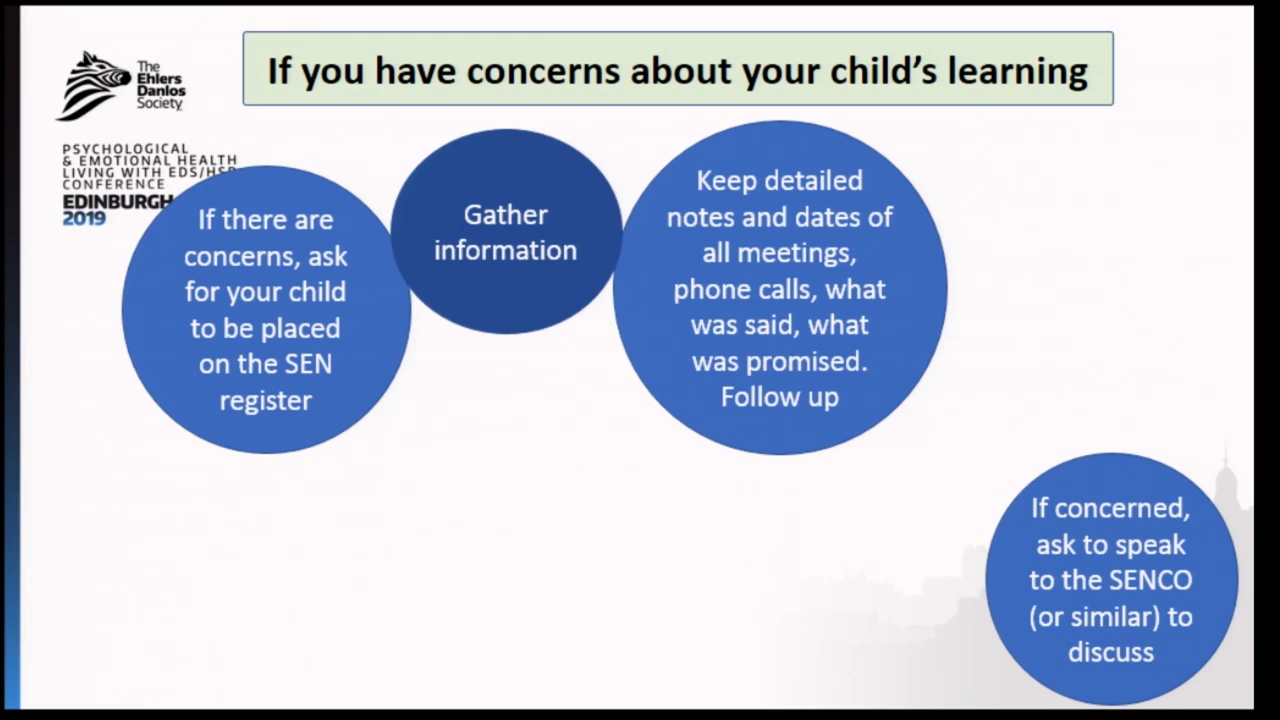 If you have concerns about your child's learning
The
Ehlers
Danlos
Society
PSYCHOLOGICAL
& EMOTIONAL HEALTH
LIVING WITH EDS/HSD
CONFERENCE
EDINBURGH
2019
If there are
concerns, ask
for your child
to be placed
on the SEN
register
Gather
information
Keep detailed
notes and dates of
all meetings,
phone calls, what
was said, what
was promised.
Follow up
If concerned,
ask to speak
to the SENCO
(or similar) to
discuss